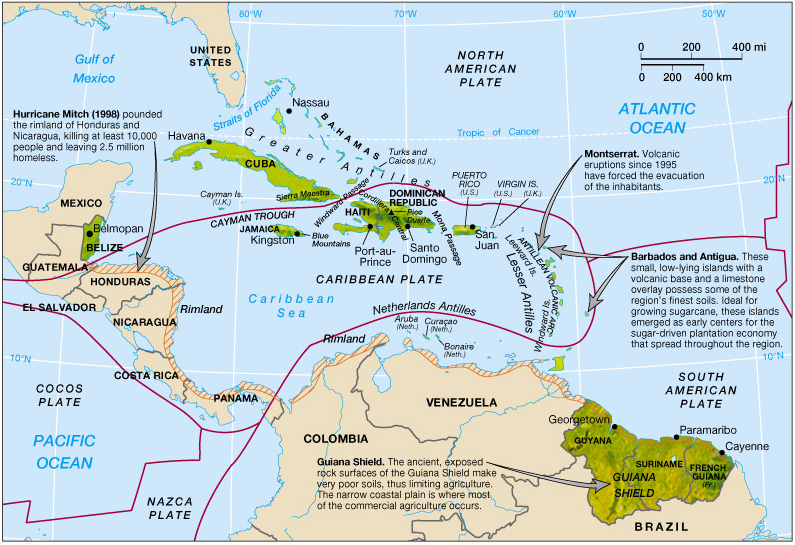 80°W
70°W
60°W
50°W
UNITED
STATES
Gulf of
Mexico
NORTH
AMERICAN
PLATE
0 200 400 mi
0 200 400 km
Straits of Florida
Nassau
BAHAMAS
ATLANTIC
OCEAN
Hurricane Mitch (1998) pounded
the rimland of Honduras and
Nicaragua, killing at least 10,000
people and leaving 2.5 million
homeless.
Havana
Greater Antilles
Tropic of Cancer
CUBA
Turks and
Caicos (U.K.)
Montserrat. Volcanic
eruptions since 1995
have forced the evacuation
of the inhabitants.
20°N
20°N
MEXICO
Cayman Is.
(U.K.)
Sierra Maestra
Windward Passage
DOMINICAN
REPUBLIC
PUERTO
RICO
(U.S.)
VIRGIN IS.
(U.S.) (U.K.)
CAYMAN TROUGH
HAITI
Cordillera
Central
Pico
Duarte
Mona Passage
Belmopan
BELIZE
JAMAICA
Kingston
Blue
Mountains
Port-au-
Prince
Santo
Domingo
San
Juan
ANTILLEAN VOLCANIC ARC
Leeward Is.
Lesser Antilles
Windward Is.
Barbados and Antigua. These
small, low-lying islands with a
volcanic base and a limestone
overlay possess some of the
region's finest soils. Ideal for
growing sugarcane, these islands
emerged as early centers for the
sugar-driven plantation economy
that spread throughout the region.
GUATEMALA
HONDURAS
CARIBBEAN PLATE
Caribbean
Sea
EL SALVADOR
Rimland
NICARAGUA
Netherlands Antilles
Aruba
(Neth.)
Curaçao
(Neth.)
Bonaire
(Neth.)
Rimland
10°N
10°N
COSTA RICA
PANAMA
COCOS
PLATE
VENEZUELA
SOUTH
AMERICAN
PLATE
PACIFIC
OCEAN
COLOMBIA
Georgetown
Paramaribo
Cayenne
GUYANA
SURINAME
FRENCH
GUIANA
(Fr.)
GUIANA
SHIELD
Guiana Shield. The ancient, exposed
rock surfaces of the Guiana Shield make
very poor soils, thus limiting agriculture.
The narrow coastal plain is where most
of the commercial agriculture occurs.
NAZCA
PLATE
BRAZIL